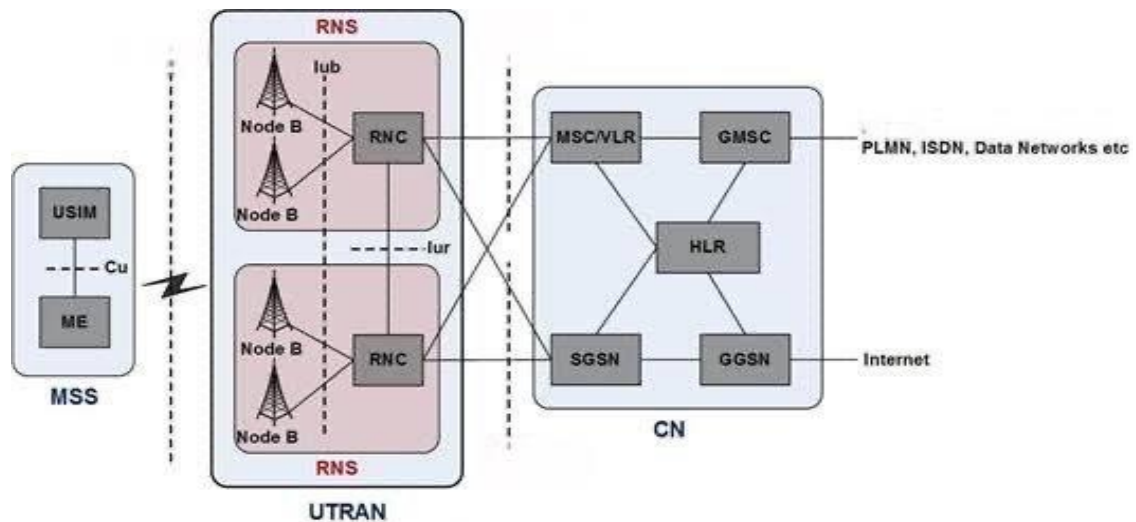 RNS
Iub
Node B
RNC
Node B
MSC/VLR
GMSC
PLMN, ISDN, Data Networks etc
USIM
Cu
ME
MSS
Iur
HLR
Node B
RNC
Node B
SGSN
GGSN
Internet
RNS
CN
UTRAN